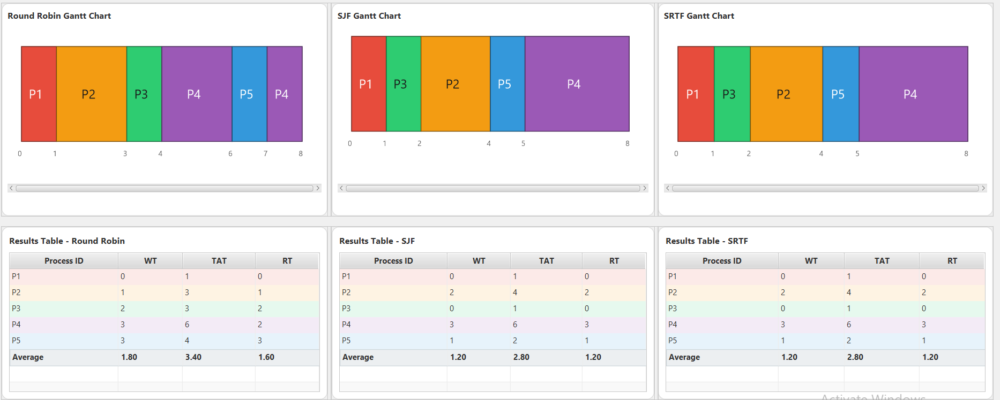 Round Robin Gantt Chart
P1 P2 P3 P4 P5 P4
0 1 3 4 6 7 8
SJF Gantt Chart
P1 P3 P2 P5 P4
0 1 2 4 5 8
SRTF Gantt Chart
P1 P3 P2 P5 P4
0 1 2 4 5 8
Results Table - Round Robin
Process ID WT TAT RT
P1 0 1 0
P2 1 3 1
P3 2 3 2
P4 3 6 2
P5 3 4 3
Average 1.80 3.40 1.60
Results Table - SJF
Process ID WT TAT RT
P1 0 1 0
P2 2 4 2
P3 0 1 0
P4 3 6 3
P5 1 2 1
Average 1.20 2.80 1.20
Results Table - SRTF
Process ID WT TAT RT
P1 0 1 0
P2 2 4 2
P3 0 1 0
P4 3 6 3
P5 1 2 1
Average 1.20 2.80 1.20
Activate Windows